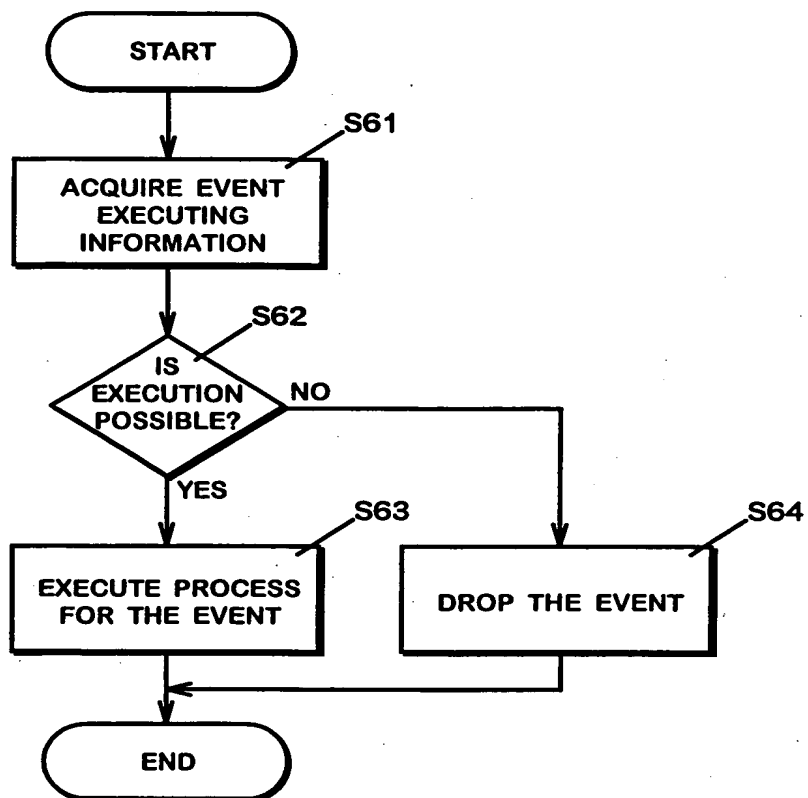 START
S61
ACQUIRE EVENT
EXECUTING
INFORMATION
S62
IS
EXECUTION
POSSIBLE?
NO
YES
S63
EXECUTE PROCESS
FOR THE EVENT
S64
DROP THE EVENT
END